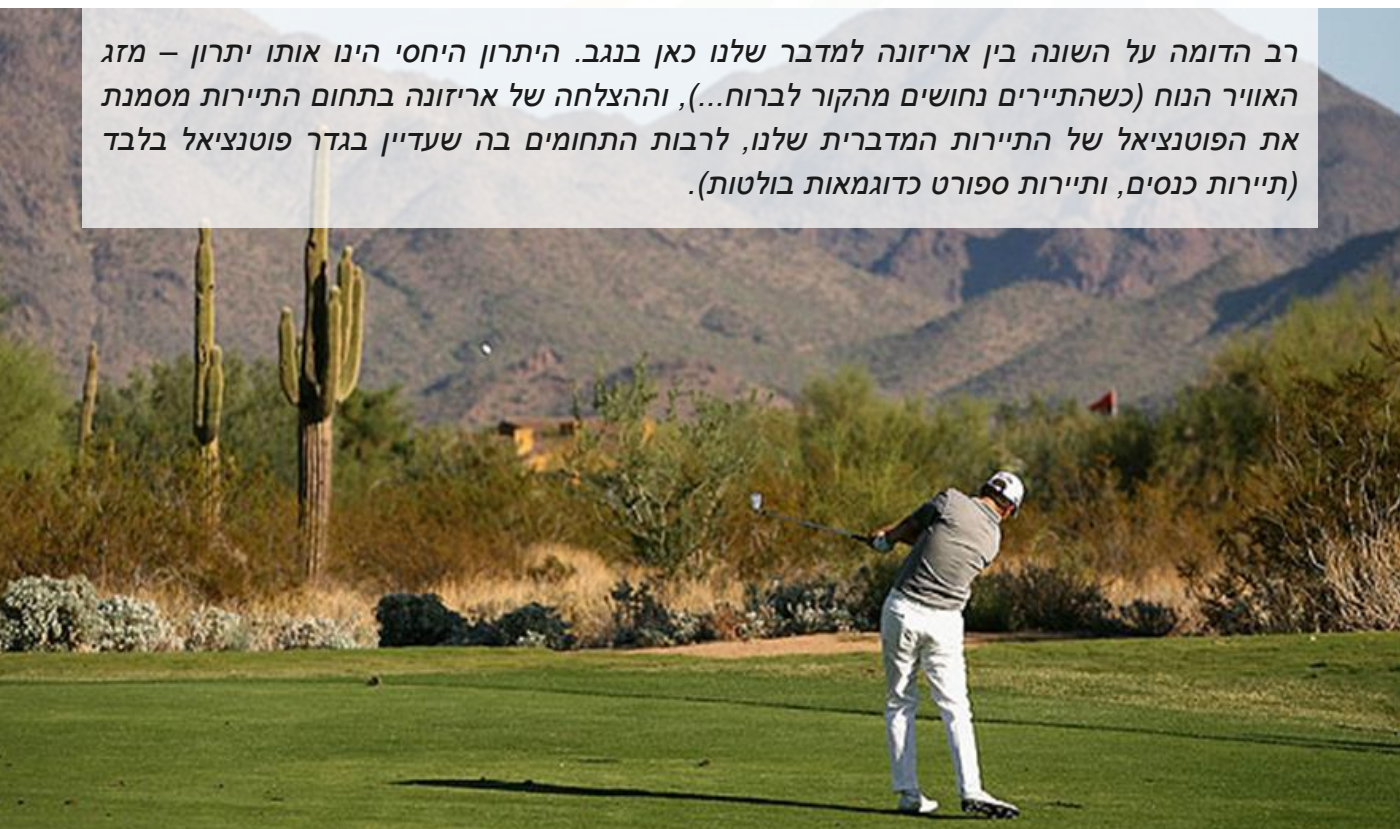 רב הדומה על השונה בין אריזונה למדבר שלנו כאן בנגב. היתרון היחסי הינו אותו יתרון – מזג
האוויר הנוח (כשהתיירים נחושים מהקור לברוח...), וההצלחה של אריזונה בתחום התיירות מסמנת
את הפוטנציאל של התיירות המדברית שלנו, לרבות התחומים בה שעדיין בגדר פוטנציאל בלבד
(תיירות כנסים, ותיירות ספורט כדוגמאות בולטות).